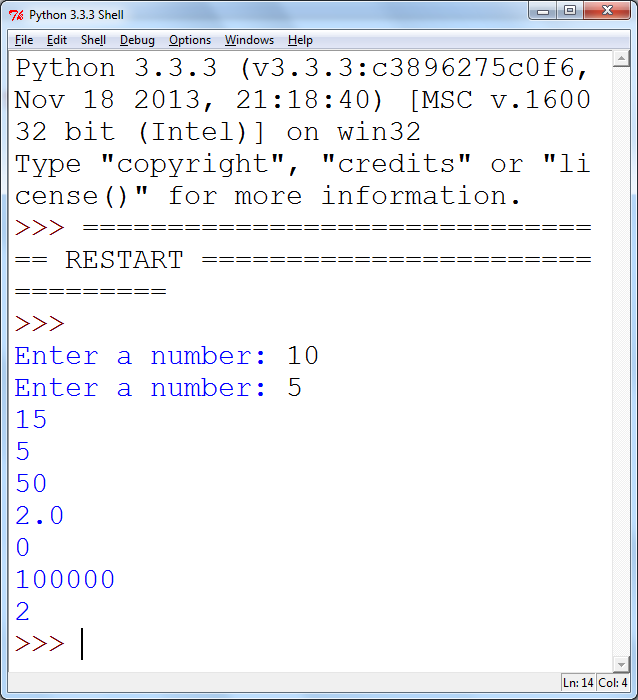 Python 3.3.3 Shell
File Edit Shell Debug Options Windows Help
Python 3.3.3 (v3.3.3:c3896275c0f6,
Nov 18 2013, 21:18:40) [MSC v.1600
32 bit (Intel)] on win32
Type "copyright", "credits" or "li
cense()" for more information.
>>> ==============================
== RESTART =======================
=========
>>>
Enter a number: 10
Enter a number: 5
15
5
50
2.0
0
100000
2
>>>
Ln: 14 Col: 4